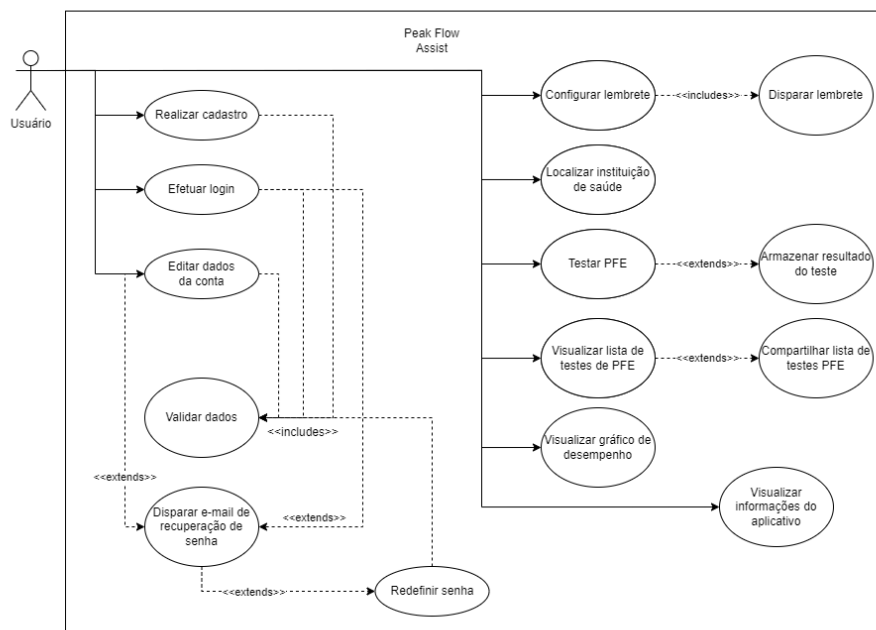 Peak Flow
Assist
Usuário
Realizar cadastro
Efetuar login
Editar dados
da conta
Validar dados
<<includes>>
<<extends>>
Disparar e-mail de
recuperação de
senha
<<extends>>
<<extends>>
Redefinir senha
Configurar lembrete
<<includes>>
Disparar lembrete
Localizar instituição
de saúde
Testar PFE
<<extends>>
Armazenar resultado
do teste
Visualizar lista de
testes de PFE
<<extends>>
Compartilhar lista de
testes PFE
Visualizar gráfico de
desempenho
Visualizar
informações do
aplicativo